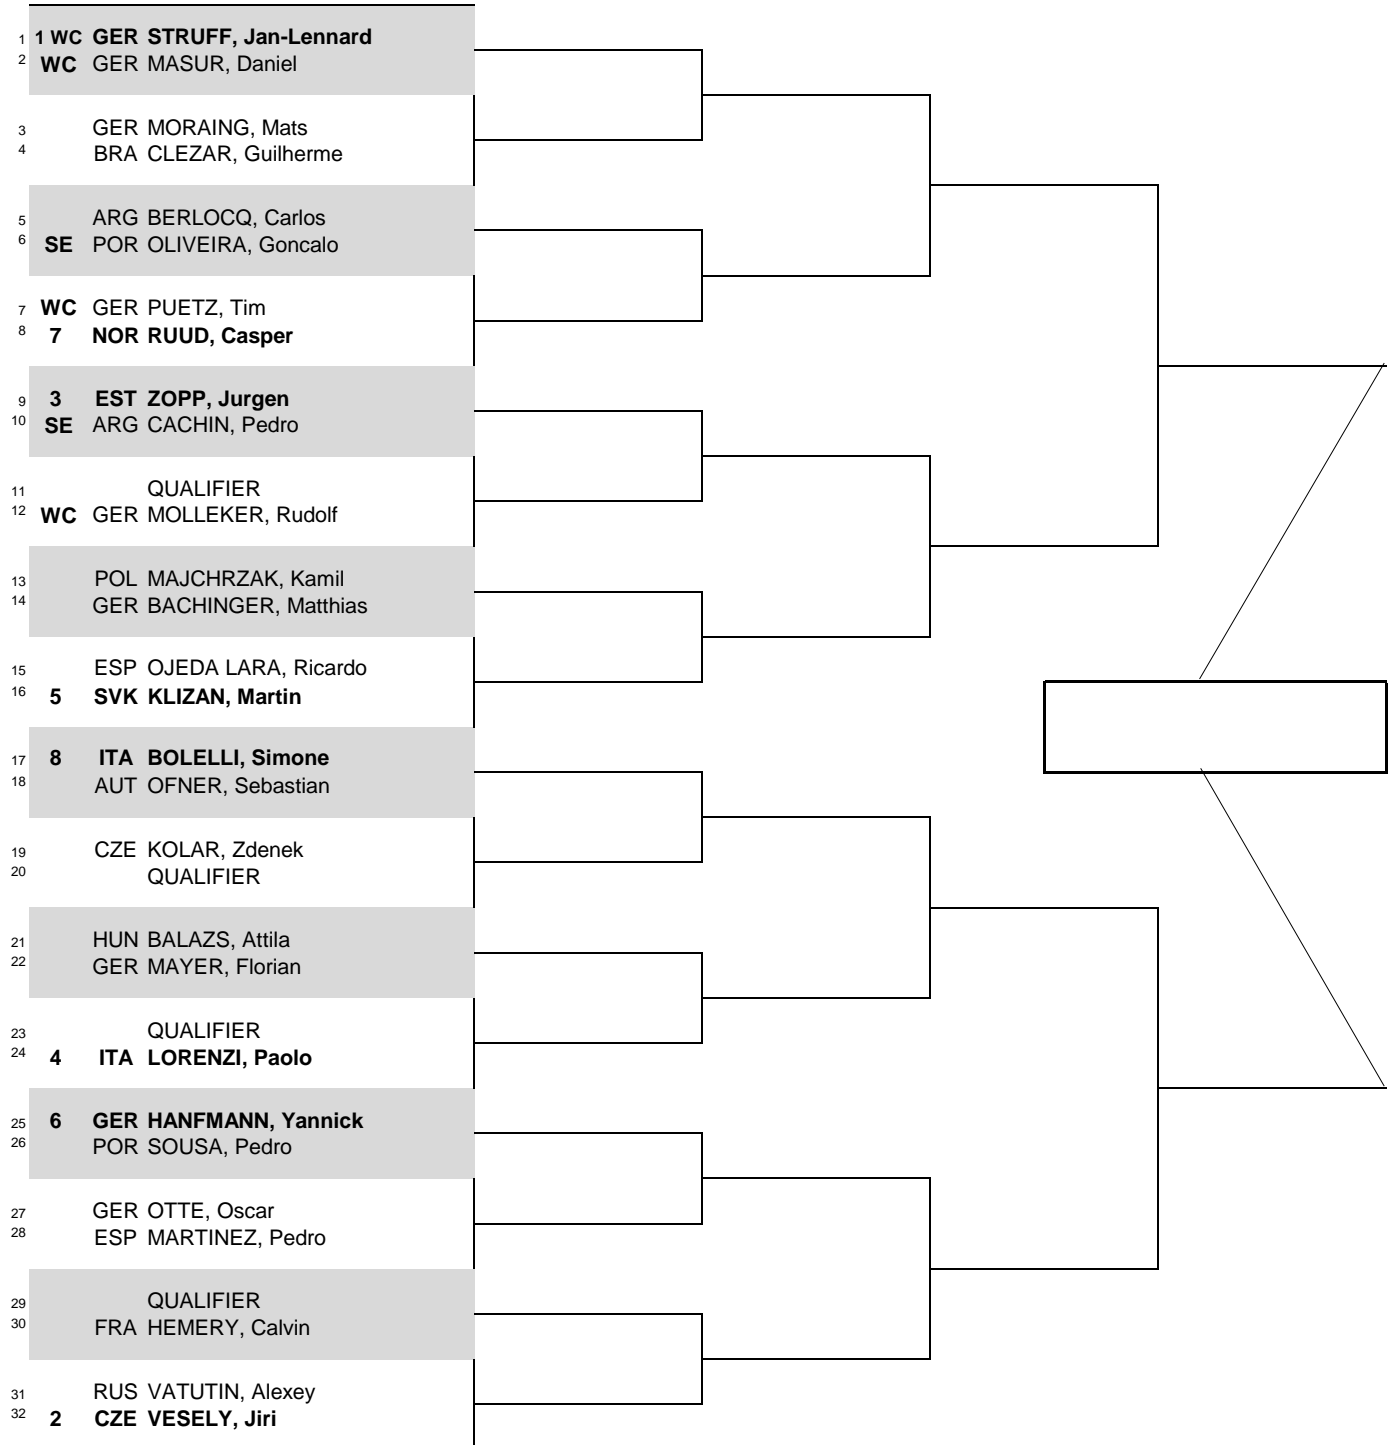 1 1 WC GER STRUFF, Jan-Lennard
2 WC GER MASUR, Daniel
3 GER MORAING, Mats
4 BRA CLEZAR, Guilherme
5 ARG BERLOCQ, Carlos
6 SE POR OLIVEIRA, Goncalo
7 WC GER PUETZ, Tim
8 7 NOR RUUD, Casper
9 3 EST ZOPP, Jurgen
10 SE ARG CACHIN, Pedro
11 QUALIFIER
12 WC GER MOLLEKER, Rudolf
13 POL MAJCHRZAK, Kamil
14 GER BACHINGER, Matthias
15 ESP OJEDA LARA, Ricardo
16 5 SVK KLIZAN, Martin
17 8 ITA BOLELLI, Simone
18 AUT OFNER, Sebastian
19 CZE KOLAR, Zdenek
20 QUALIFIER
21 HUN BALAZS, Attila
22 GER MAYER, Florian
23 QUALIFIER
24 4 ITA LORENZI, Paolo
25 6 GER HANFMANN, Yannick
26 POR SOUSA, Pedro
27 GER OTTE, Oscar
28 ESP MARTINEZ, Pedro
29 QUALIFIER
30 FRA HEMERY, Calvin
31 RUS VATUTIN, Alexey
32 2 CZE VESELY, Jiri